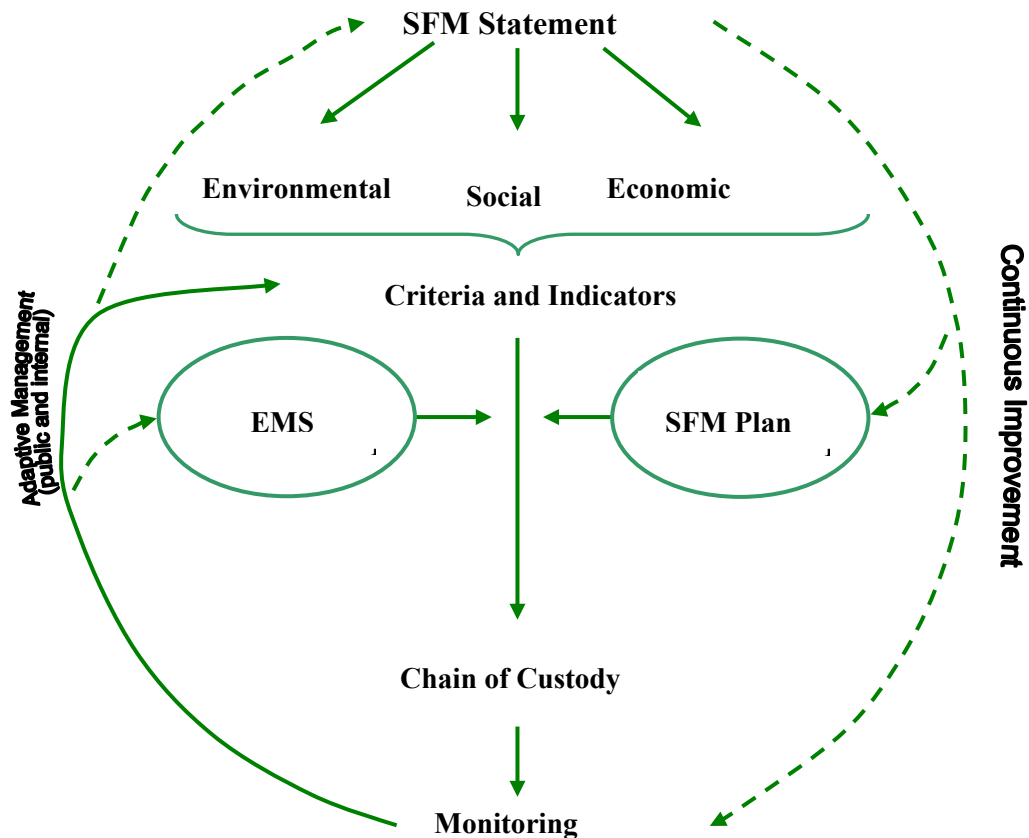 SFM Statement
Environmental
Social
Economic
Criteria and Indicators
Adaptive Management
(public and internal)
Continuous Improvement
EMS
SFM Plan
Chain of Custody
Monitoring